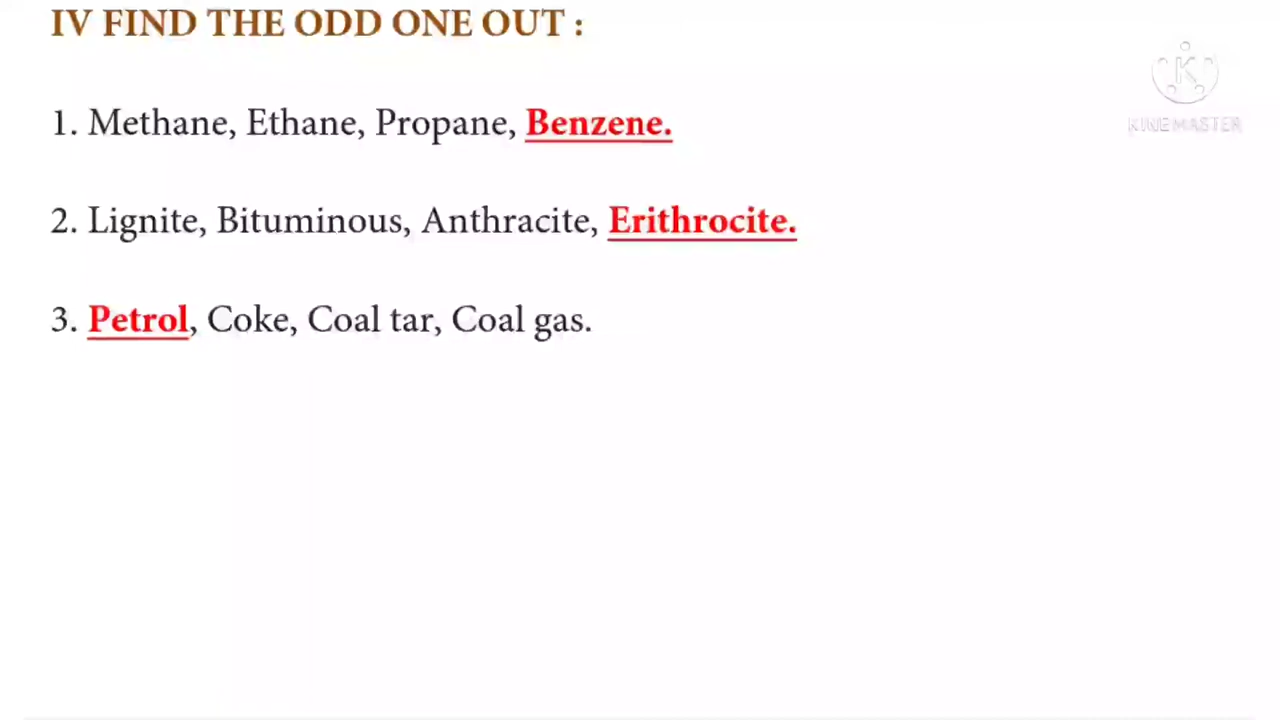 IV FIND THE ODD ONE OUT :
KINEMASTER
1. Methane, Ethane, Propane, Benzene.
2. Lignite, Bituminous, Anthracite, Erithrocite.
3. Petrol, Coke, Coal tar, Coal gas.